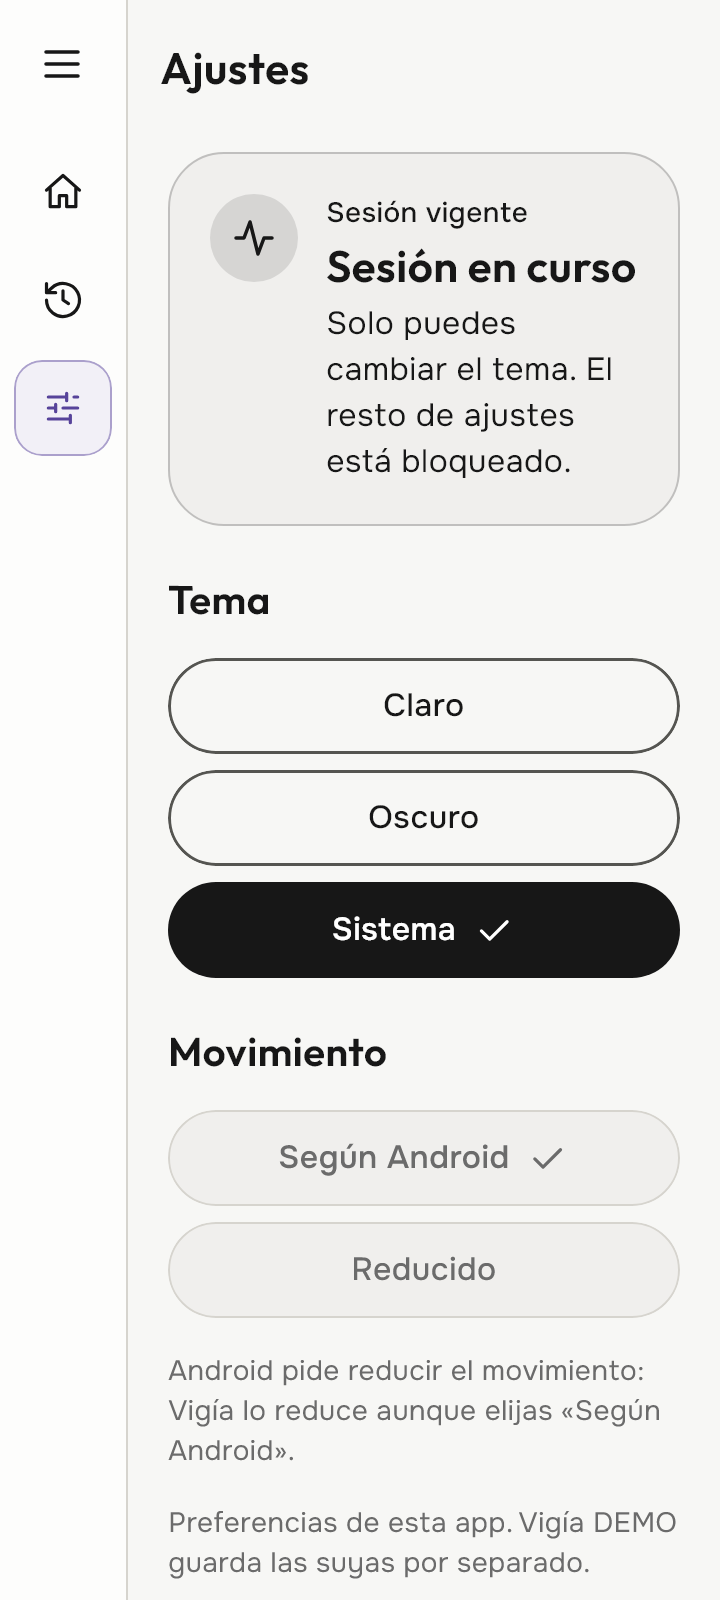 Ajustes
Sesión vigente
Sesión en curso
Solo puedes
cambiar el tema. El
resto de ajustes
está bloqueado.
Tema
Claro
Oscuro
Sistema
Movimiento
Según Android
Reducido
Android pide reducir el movimiento:
Vigía lo reduce aunque elijas «Según
Android».
Preferencias de esta app. Vigía DEMO
guarda las suyas por separado.